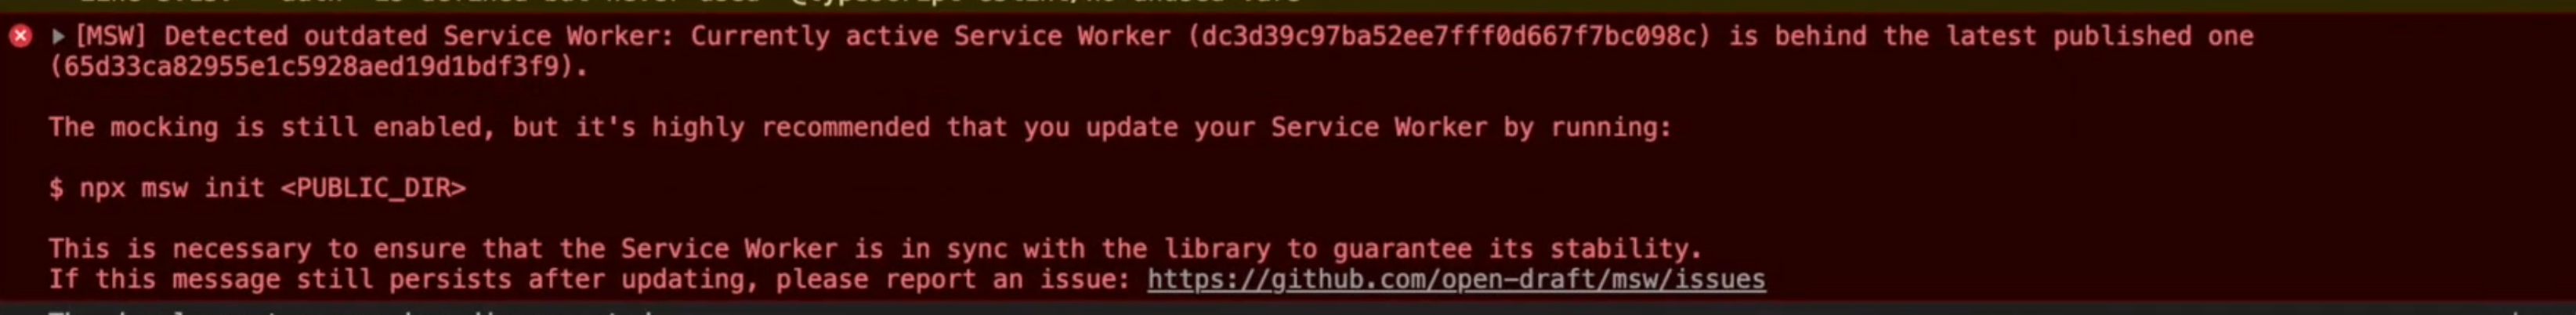 [MSW] Detected outdated Service Worker: Currently active Service Worker (dc3d39c97ba52ee7fff0d667f7bc098c) is behind the latest published one
(65d33ca82955e1c5928aed19d1bdf3f9).
The mocking is still enabled, but it's highly recommended that you update your Service Worker by running:
$ npx msw init <PUBLIC_DIR>
This is necessary to ensure that the Service Worker is in sync with the library to guarantee its stability.
If this message still persists after updating, please report an issue: https://github.com/open-draft/msw/issues